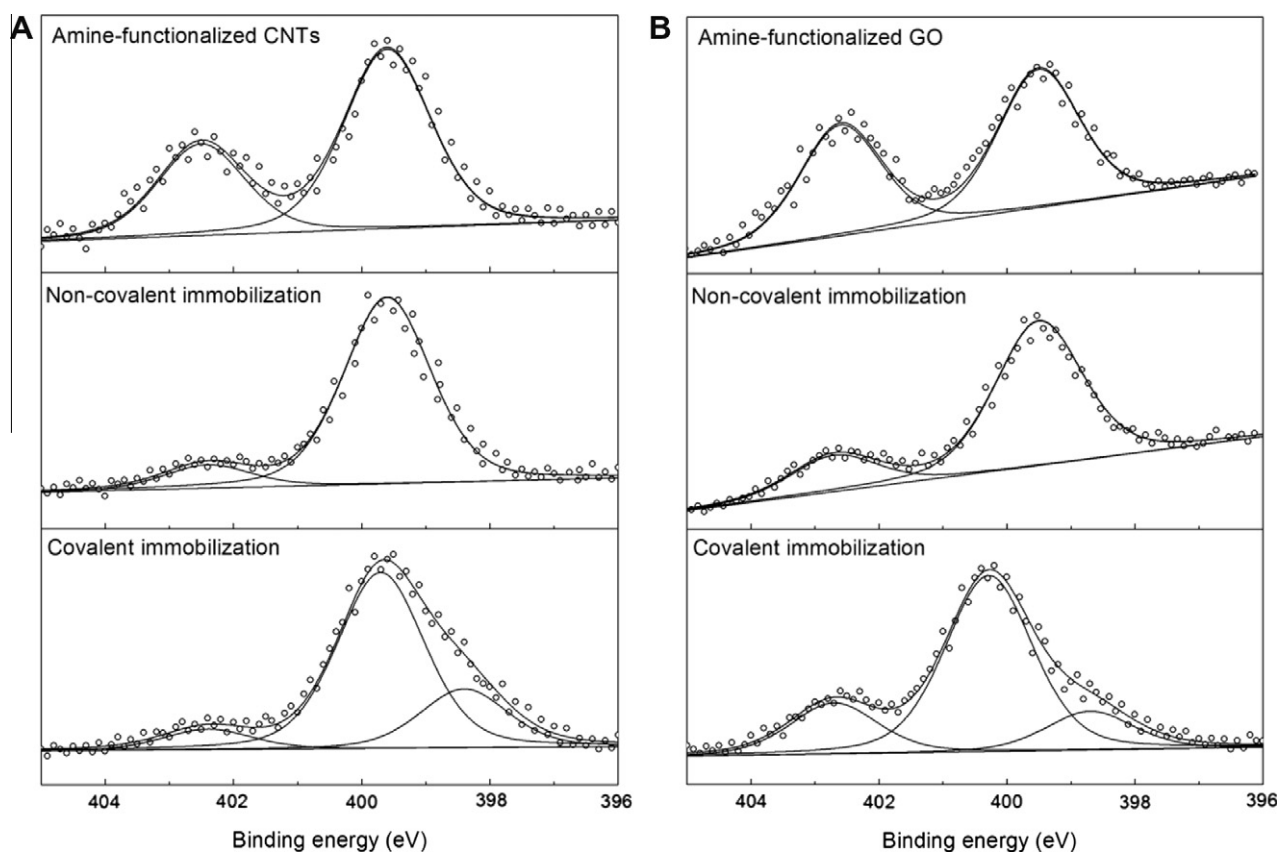 A
Amine-functionalized CNTs
Non-covalent immobilization
Covalent immobilization
404 402 400 398 396
Binding energy (eV)
B
Amine-functionalized GO
Non-covalent immobilization
Covalent immobilization
404 402 400 398 396
Binding energy (eV)